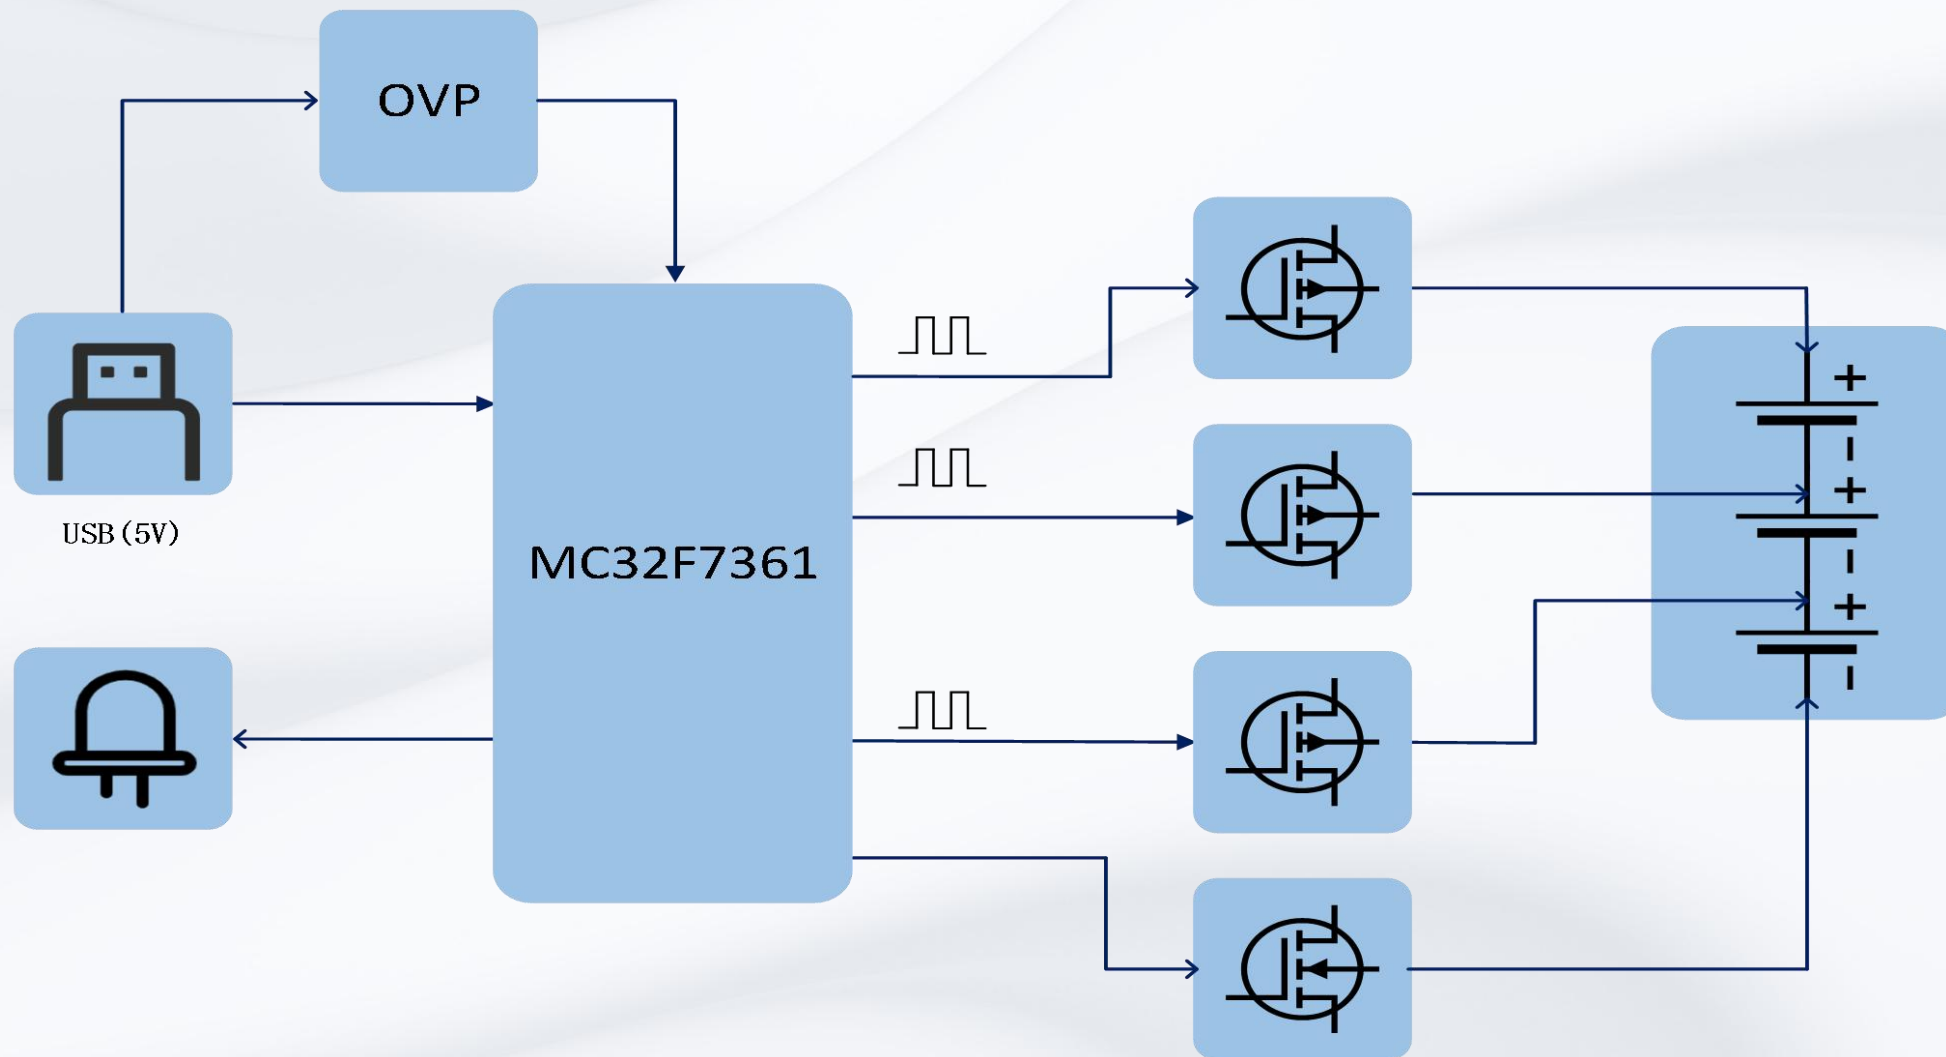 OVP
USB(5V)
MC32F7361
+
-
+
-
+
-